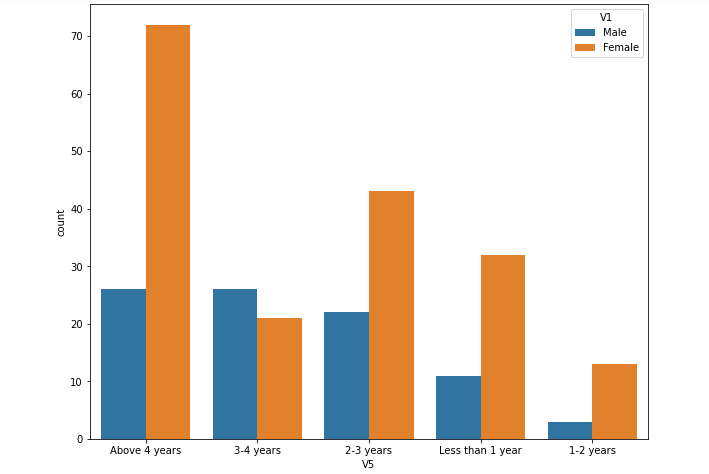 V1
Male
Female
70
60
50
40
30
20
10
0
count
Above 4 years
3-4 years
2-3 years
Less than 1 year
1-2 years
V5